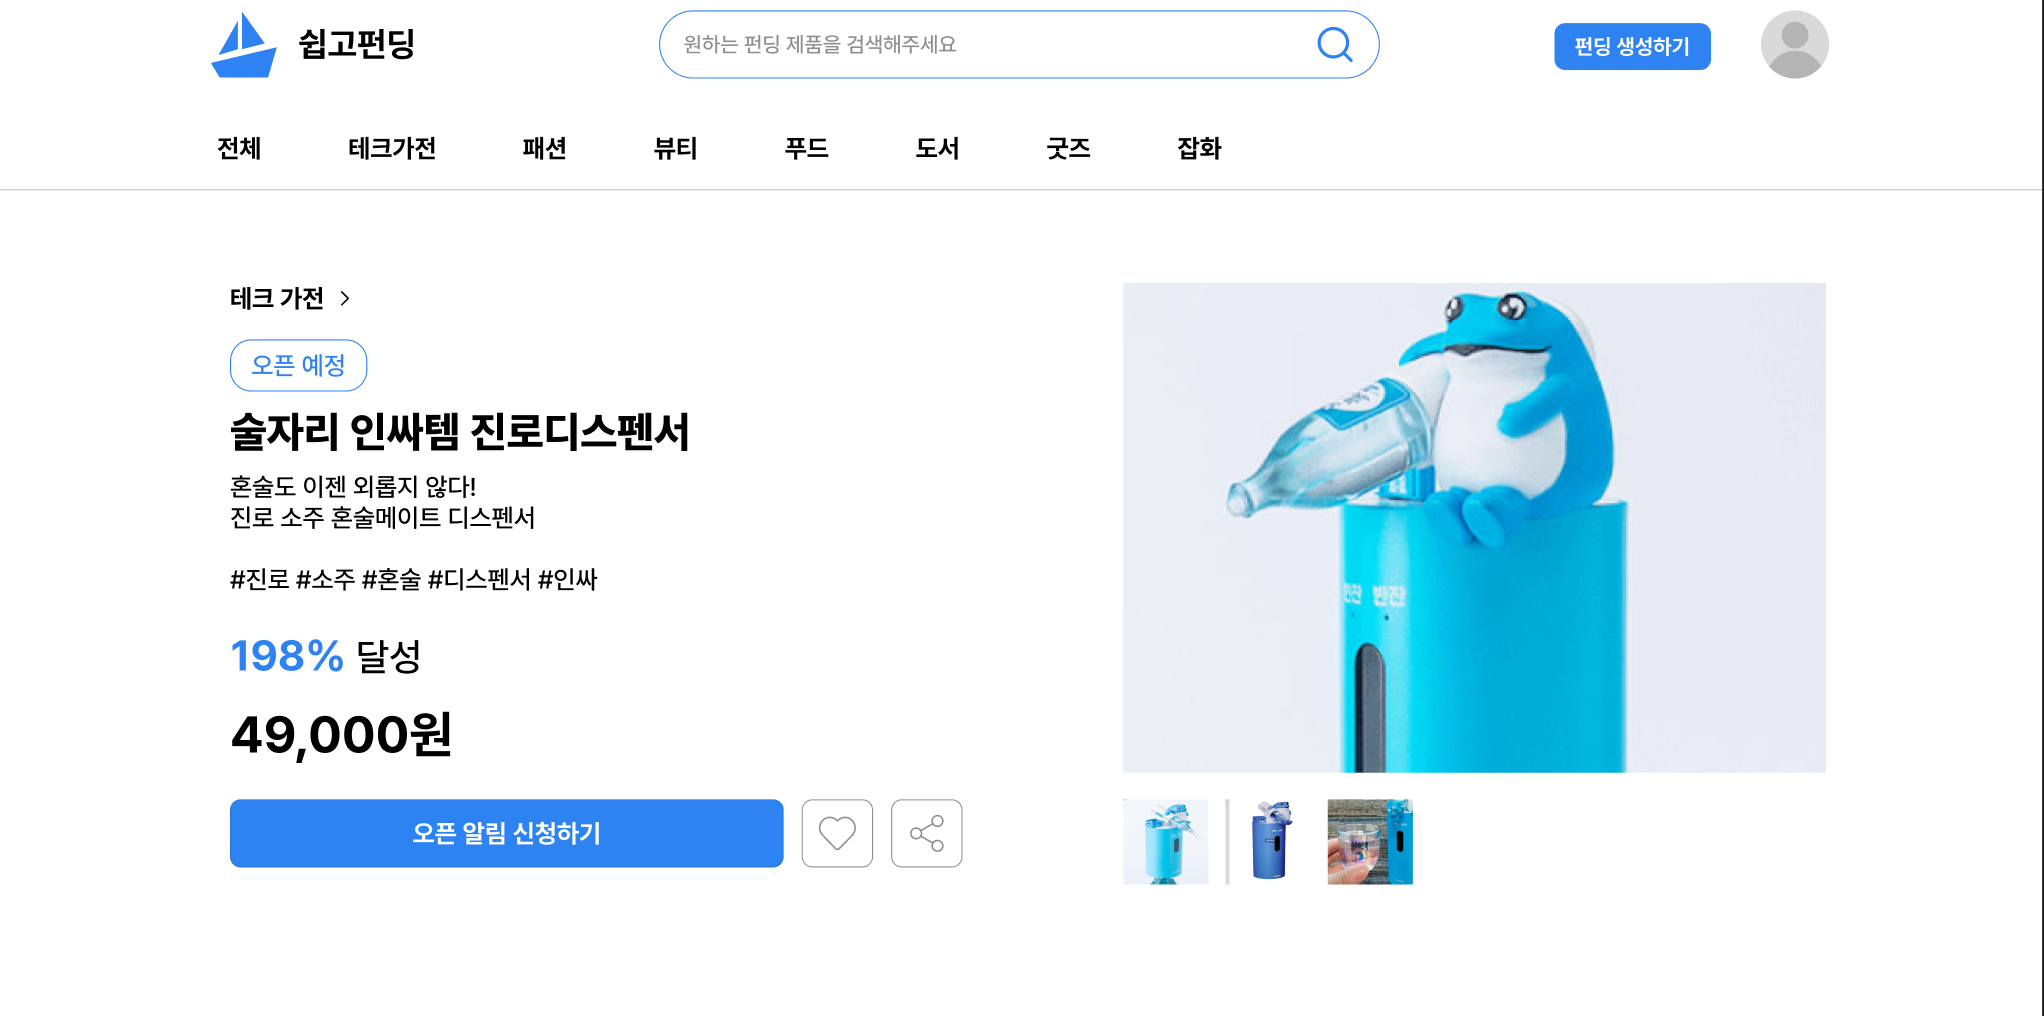 쉽고펀딩
원하는 펀딩 제품을 검색해주세요
펀딩 생성하기
전체 테크가전 패션 뷰티 푸드 도서 굿즈 잡화
테크 가전
오픈 예정
술자리 인싸템 진로디스펜서
혼술도 이젠 외롭지 않다!
진로 소주 혼술메이트 디스펜서
#진로 #소주 #혼술 #디스펜서 #인싸
198% 달성
49,000원
오픈 알림 신청하기
반잔